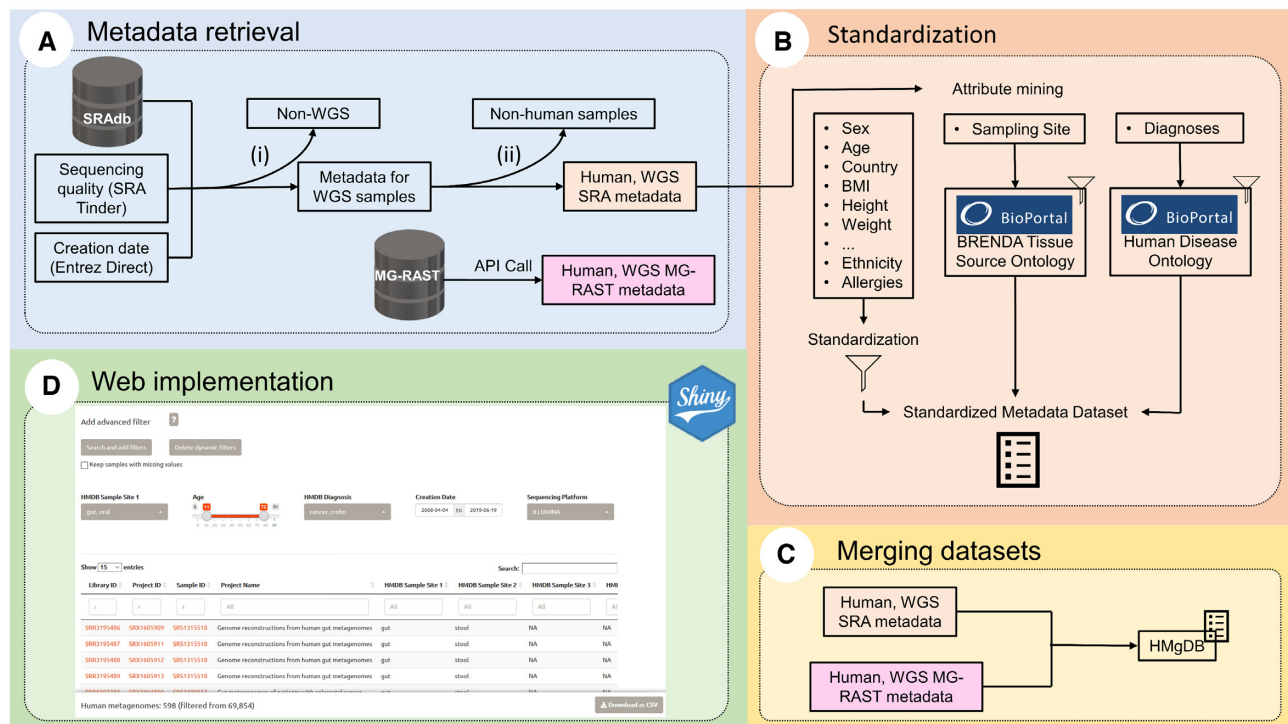 A
Metadata retrieval
SRAdb
Non-WGS
Non-human samples
(i)
(ii)
Sequencing
quality (SRA
Tinder)
Metadata for
WGS samples
Human, WGS
SRA metadata
Creation date
(Entrez Direct)
MG-RAST
API Call
Human, WGS MG-
RAST metadata
B
Standardization
Attribute mining
• Sex
• Age
• Country
• BMI
• Height
• Weight
• ...
• Ethnicity
• Allergies
• Sampling Site
• Diagnoses
BioPortal
BRENDA Tissue
Source Ontology
BioPortal
Human Disease
Ontology
Standardization
Standardized Metadata Dataset
C
Merging datasets
Human, WGS
SRA metadata
Human, WGS MG-
RAST metadata
HMgDB
D
Web implementation
Shiny
Add advanced filter ?
Search and add filters Delete dynamic filters
Keep samples with missing values
HMDB Sample Site 1 Age HMDB Diagnosis Creation Date Sequencing Platform
gut, oral
cancer, crohn
2008-04-04 to 2019-06-19
ILLUMINA
Show 15 entries Search:
Library ID Project ID Sample ID Project Name HMDB Sample Site 1 HMDB Sample Site 2 HMDB Sample Site 3
All All All All
SRR3195486 SRX1605909 SRS1315518 Genome reconstructions from human gut metagenomes gut stool NA NA
SRR3195487 SRX1605911 SRS1315518 Genome reconstructions from human gut metagenomes gut stool NA NA
SRR3195488 SRX1605912 SRS1315518 Genome reconstructions from human gut metagenomes gut stool NA NA
SRR3195489 SRX1605913 SRS1315518 Genome reconstructions from human gut metagenomes gut stool NA NA
Human metagenomes: 598 (filtered from 69,854)
Download as CSV